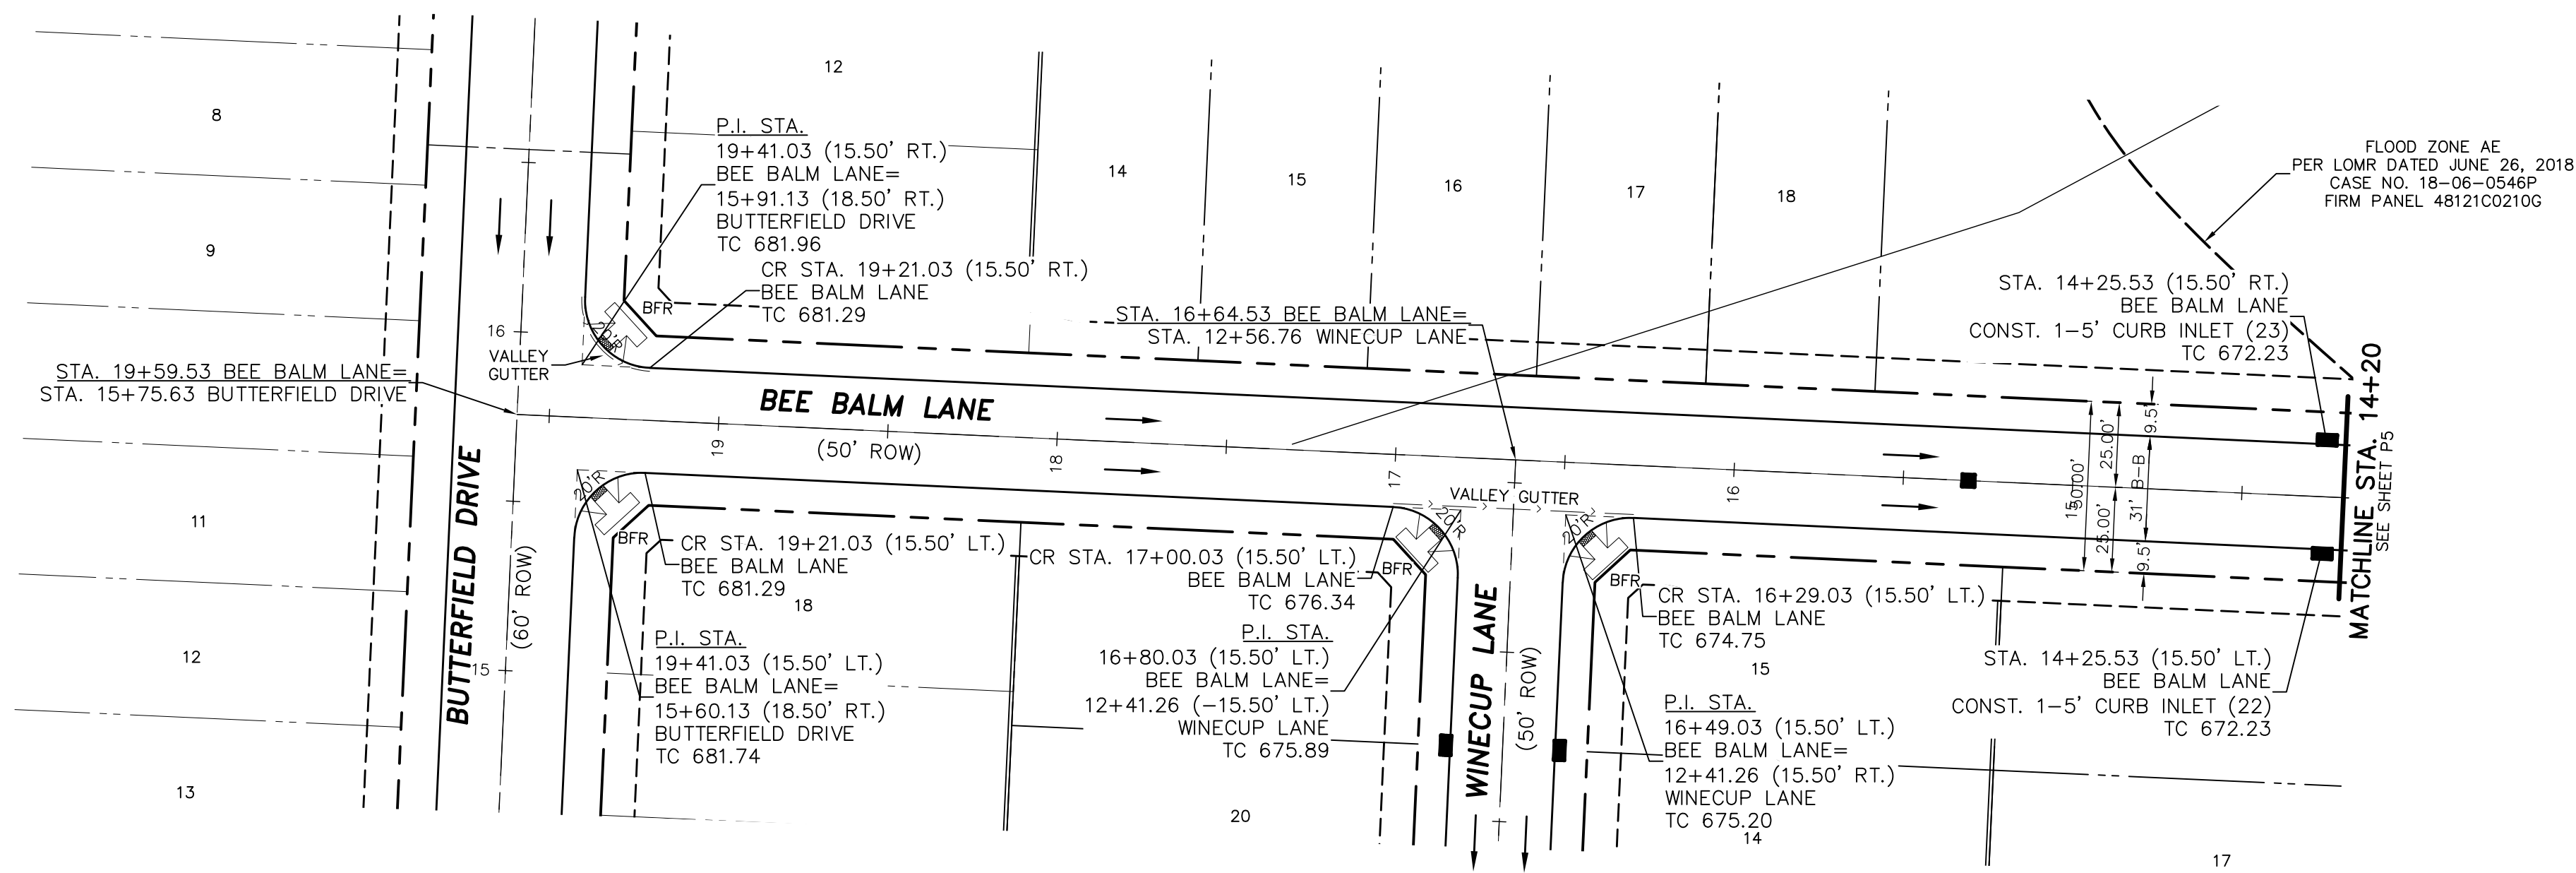 12
8
9
11
12
13
P.I. STA.
19+41.03 (15.50' RT.)
BEE BALM LANE=
15+91.13 (18.50' RT.)
BUTTERFIELD DRIVE
TC 681.96
CR STA. 19+21.03 (15.50' RT.)
BEE BALM LANE
TC 681.29
14
15
16
17
18
FLOOD ZONE AE
PER LOMR DATED JUNE 26, 2018
CASE NO. 18-06-0546P
FIRM PANEL 48121C0210G
STA. 14+25.53 (15.50' RT.)
BEE BALM LANE
CONST. 1-5' CURB INLET (23)
TC 672.23
STA. 16+64.53 BEE BALM LANE=
STA. 12+56.76 WINECUP LANE
BFR
20'R
16
VALLEY
GUTTER
STA. 19+59.53 BEE BALM LANE=
STA. 15+75.63 BUTTERFIELD DRIVE
BEE BALM LANE
(50' ROW)
19
18
17
16
15
VALLEY GUTTER
50.00'
25.00'
25.00'
9.5'
31' B-B
9.5'
MATCHLINE STA. 14+20
SEE SHEET P5
BUTTERFIELD DRIVE
(60' ROW)
15
20'R
BFR
CR STA. 19+21.03 (15.50' LT.)
BEE BALM LANE
TC 681.29
18
P.I. STA.
19+41.03 (15.50' LT.)
BEE BALM LANE=
15+60.13 (18.50' RT.)
BUTTERFIELD DRIVE
TC 681.74
CR STA. 17+00.03 (15.50' LT.)
BEE BALM LANE
TC 676.34
20'R
BFR
P.I. STA.
16+80.03 (15.50' LT.)
BEE BALM LANE=
12+41.26 (-15.50' LT.)
WINECUP LANE
TC 675.89
20
WINECUP LANE
(50' ROW)
20'R
BFR
CR STA. 16+29.03 (15.50' LT.)
BEE BALM LANE
TC 674.75
15
P.I. STA.
16+49.03 (15.50' LT.)
BEE BALM LANE=
12+41.26 (15.50' RT.)
WINECUP LANE
TC 675.20
14
STA. 14+25.53 (15.50' LT.)
BEE BALM LANE
CONST. 1-5' CURB INLET (22)
TC 672.23
17